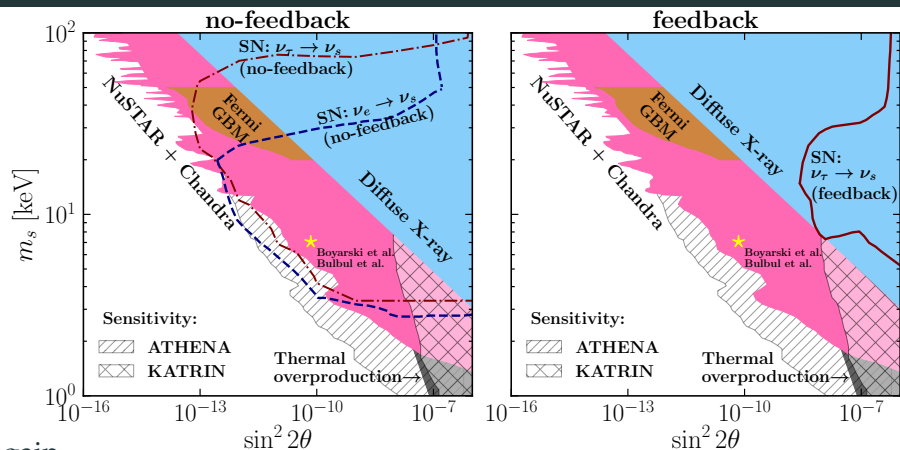 no-feedback
10^2
10^1
10^0
m_s [keV]
SN: ν_τ → ν_s
(no-feedback)
SN: ν_e → ν_s
(no-feedback)
Fermi
GBM
NuSTAR + Chandra
Diffuse X-ray
Boyarski et al.
Bulbul et al.
Sensitivity:
ATHENA
KATRIN
Thermal
overproduction→
10^-16
10^-13
10^-10
10^-7
sin^2 2θ
feedback
Fermi
GBM
NuSTAR + Chandra
Diffuse X-ray
SN:
ν_τ → ν_s
(feedback)
Boyarski et al.
Bulbul et al.
Sensitivity:
ATHENA
KATRIN
Thermal
overproduction→
10^-16
10^-13
10^-10
10^-7
sin^2 2θ